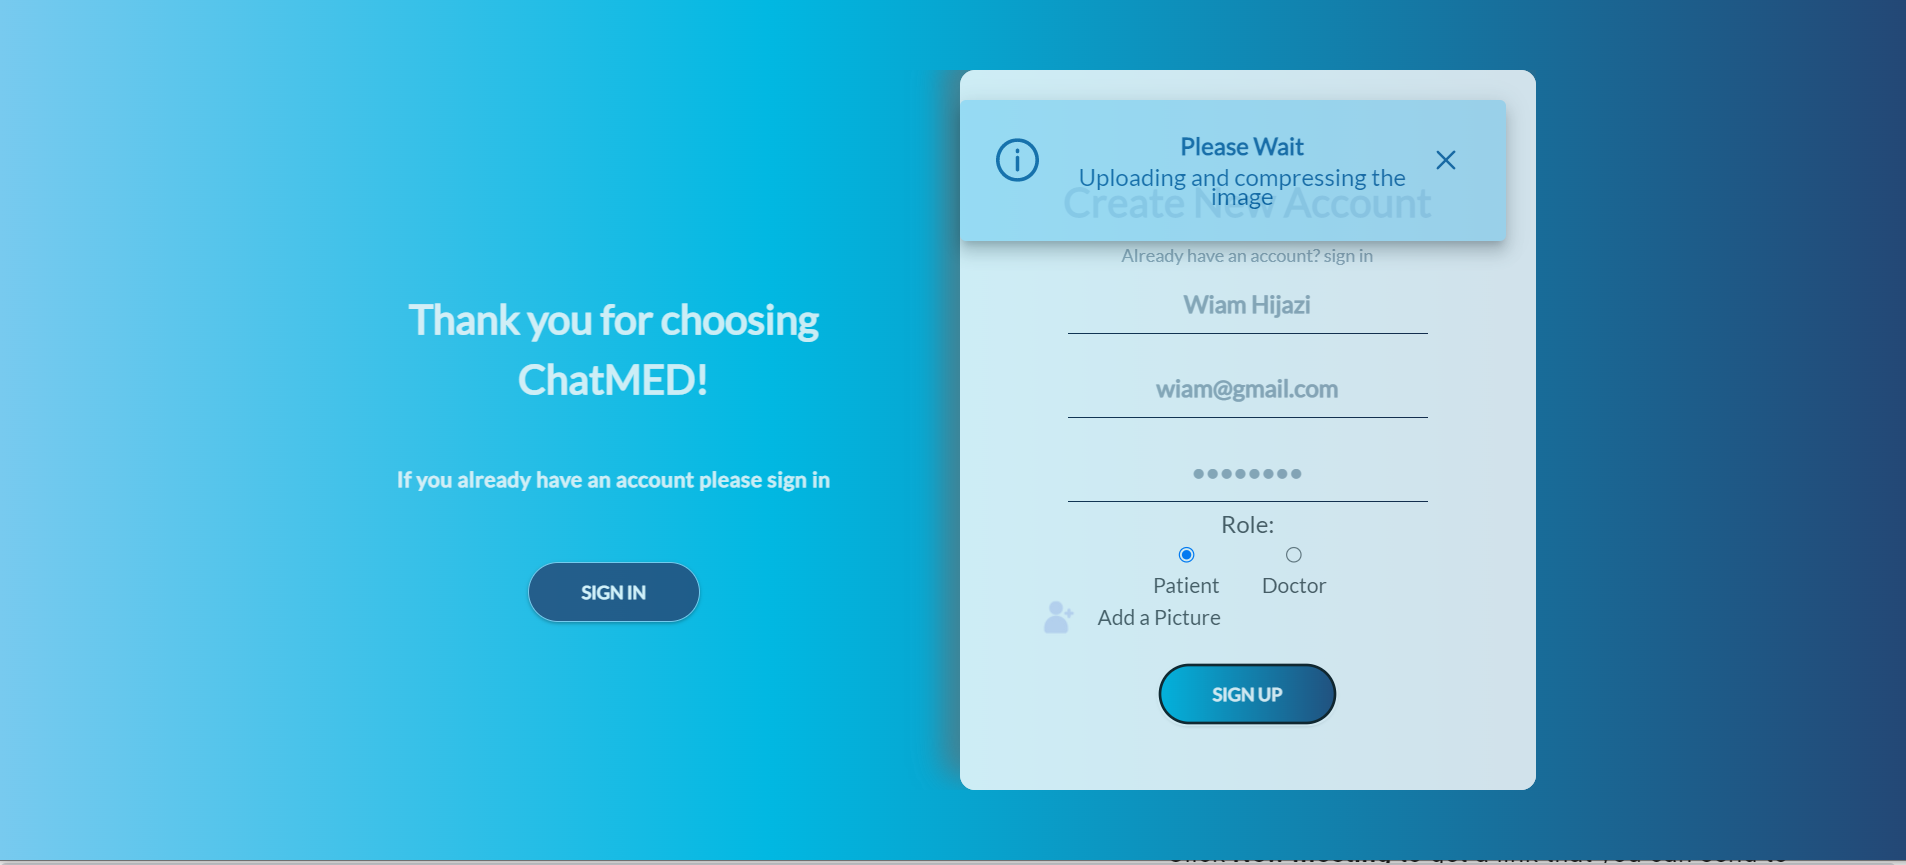 Thank you for choosing
ChatMED!
If you already have an account please sign in
SIGN IN
Please Wait
Uploading and compressing the
image
Create New Account
Already have an account? sign in
Wiam Hijazi
wiam@gmail.com
Role:
Patient
Doctor
Add a Picture
SIGN UP